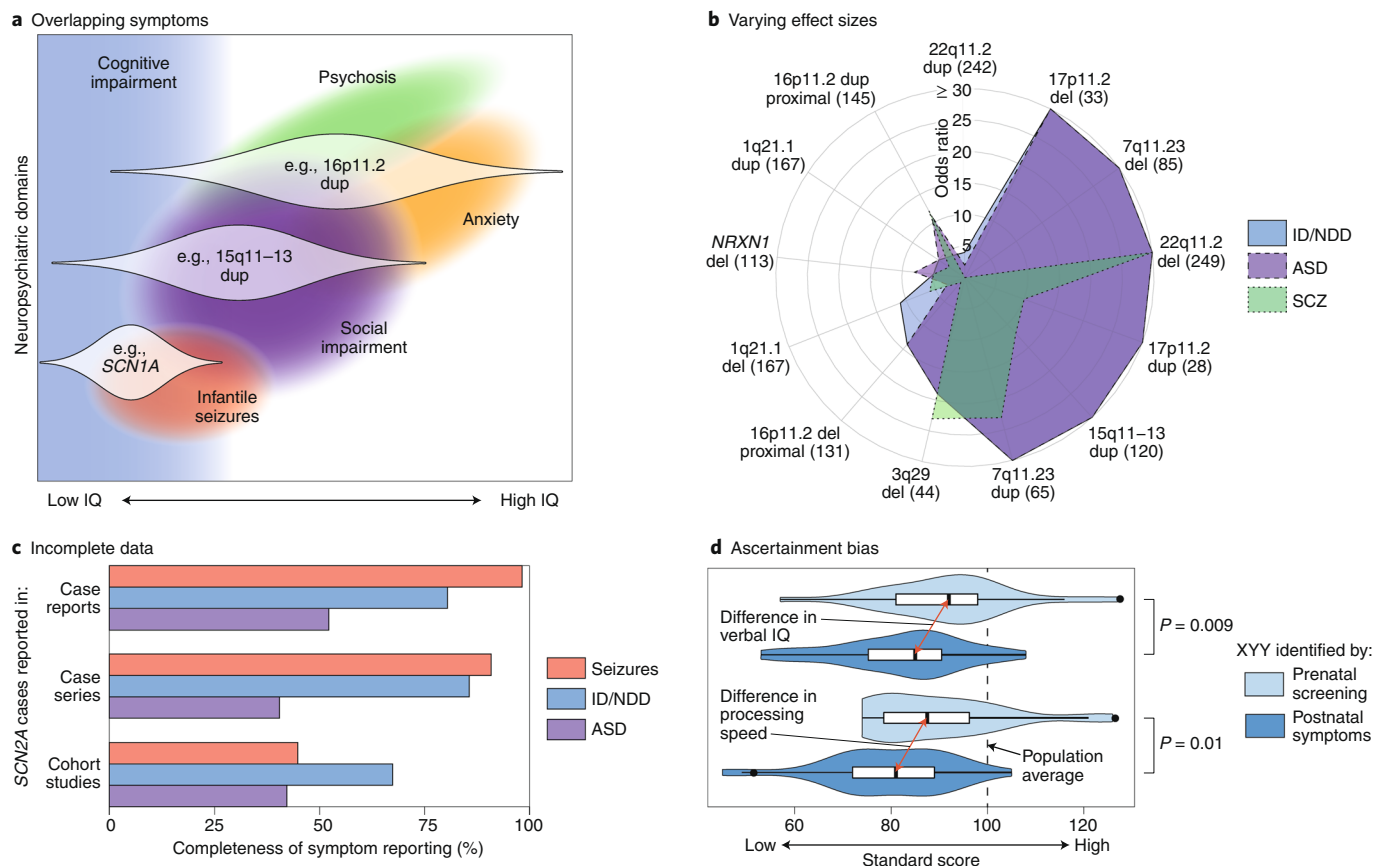 a Overlapping symptoms
Cognitive
impairment
Psychosis
e.g., 16p11.2
dup
Anxiety
e.g., 15q11–13
dup
Social
impairment
e.g.,
SCN1A
Infantile
seizures
Neuropsychiatric domains
Low IQ
High IQ
b Varying effect sizes
22q11.2
dup (242)
17p11.2
del (33)
7q11.23
del (85)
22q11.2
del (249)
17p11.2
dup (28)
15q11–13
dup (120)
7q11.23
dup (65)
3q29
del (44)
16p11.2 del
proximal (131)
1q21.1
del (167)
NRXN1
del (113)
1q21.1
dup (167)
16p11.2 dup
proximal (145)
≥ 30
25
20
15
10
5
Odds ratio
ID/NDD
ASD
SCZ
c Incomplete data
SCN2A cases reported in:
Case
reports
Case
series
Cohort
studies
0
25
50
75
100
Completeness of symptom reporting (%)
Seizures
ID/NDD
ASD
d Ascertainment bias
Difference in
verbal IQ
Difference in
processing
speed
Population
average
P = 0.009
P = 0.01
XYY identified by:
Prenatal
screening
Postnatal
symptoms
60
80
100
120
Low
High
Standard score